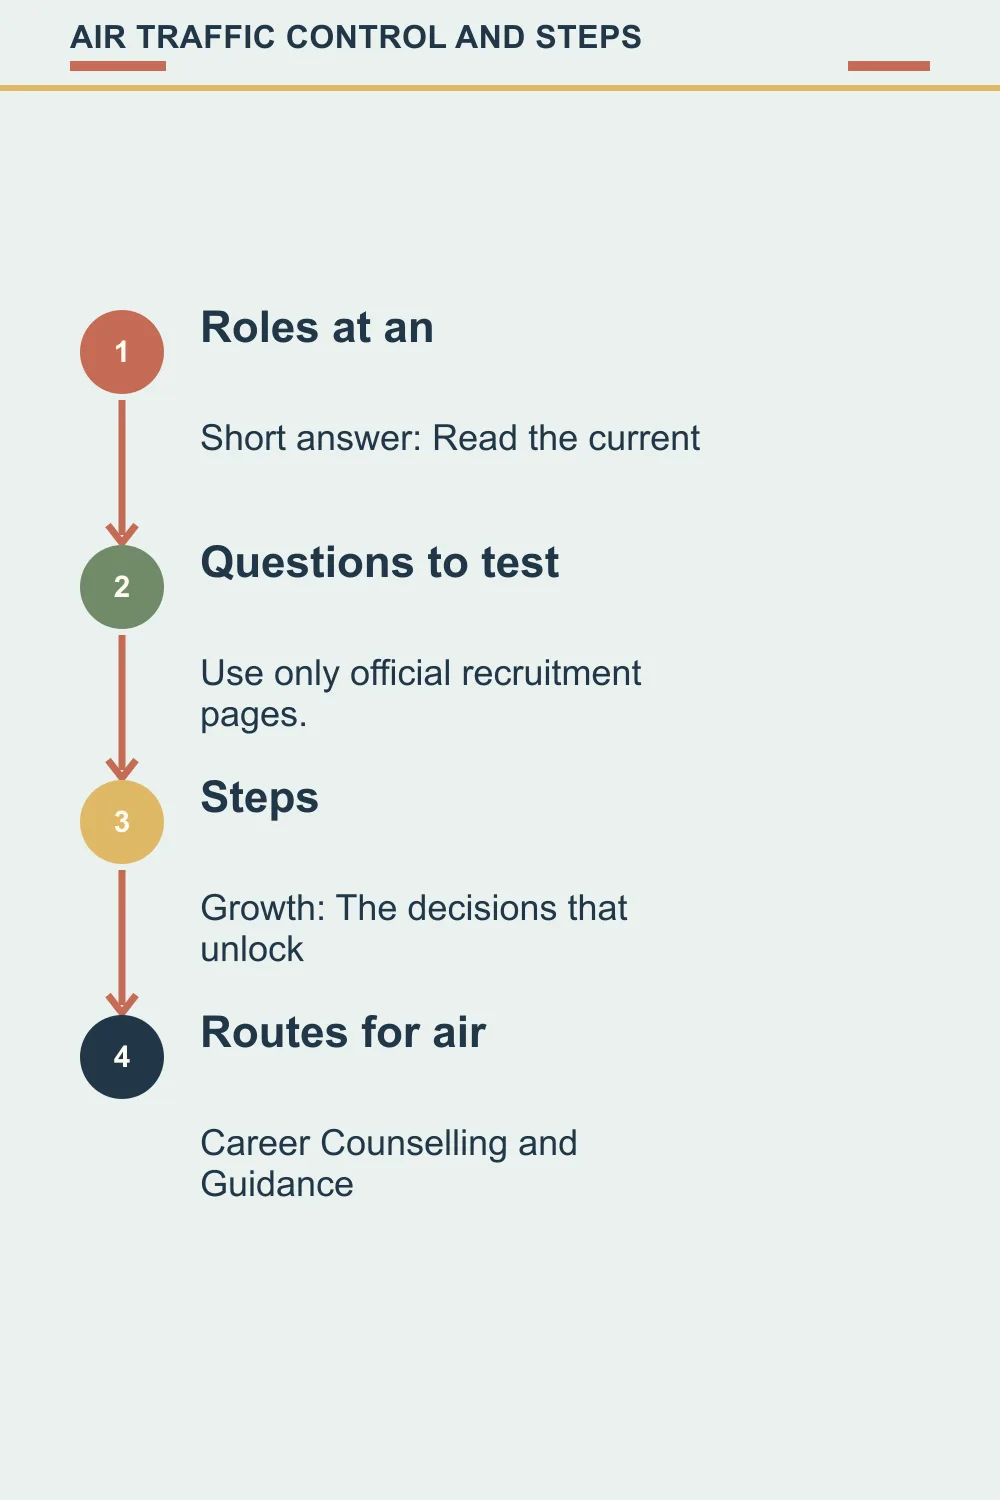 AIR TRAFFIC CONTROL AND STEPS
1
Roles at an
Short answer: Read the current
2
Questions to test
Use only official recruitment
pages.
3
Steps
Growth: The decisions that
unlock
4
Routes for air
Career Counselling and
Guidance